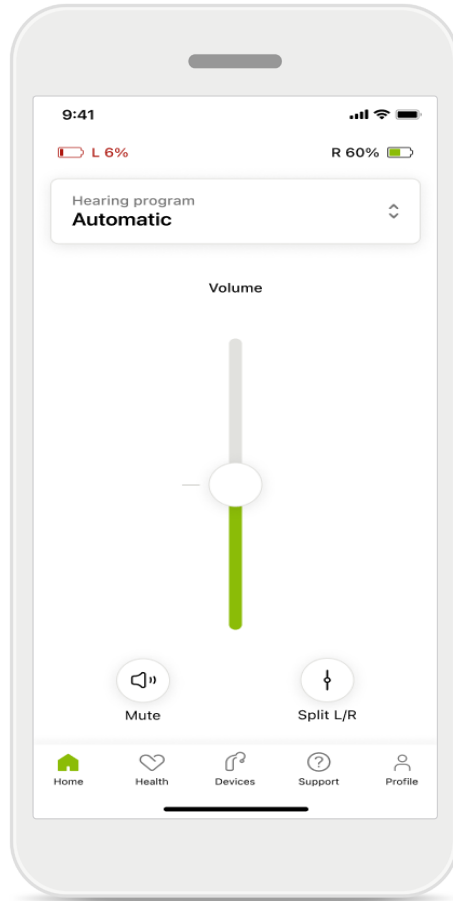 9:41
L 6% R 60%
Hearing program
Automatic
Volume
Mute Split L/R
Home Health Devices Support Profile